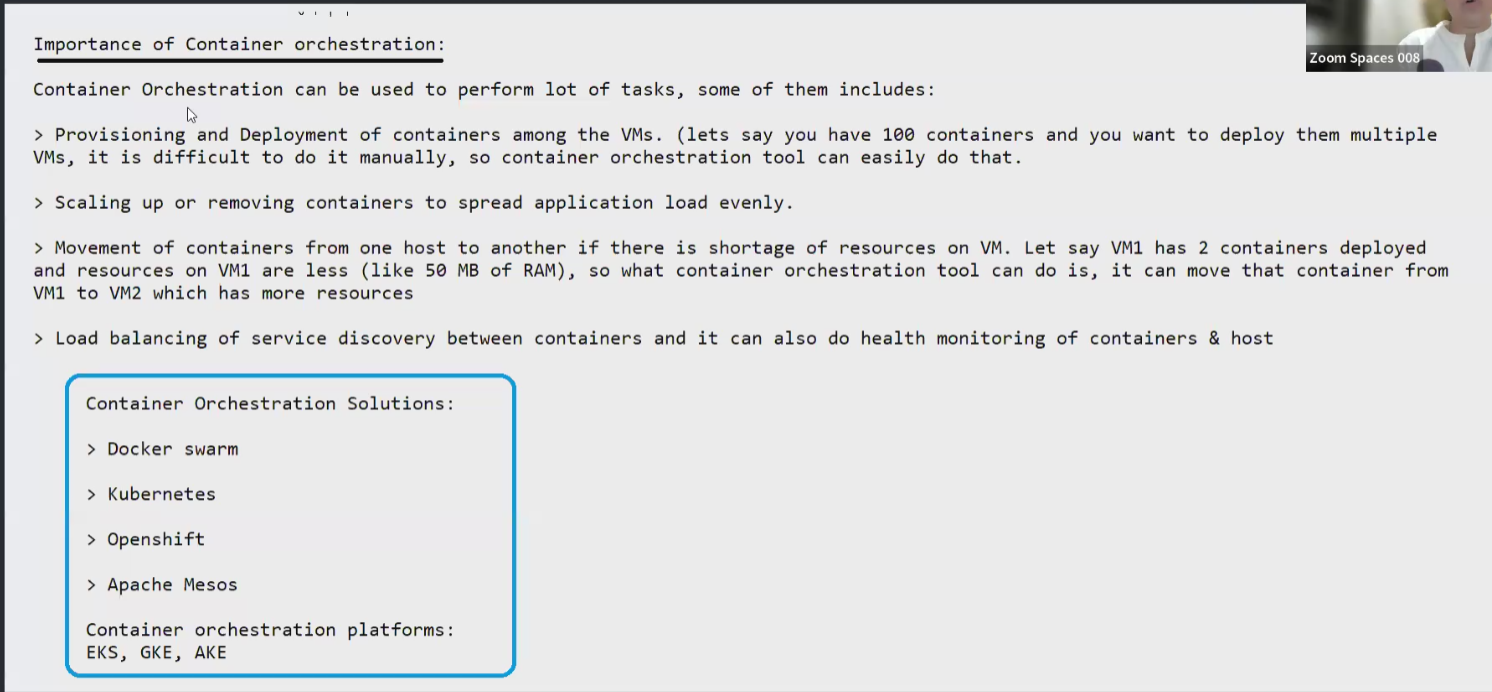 Zoom Spaces 008
Importance of Container orchestration:
Container Orchestration can be used to perform lot of tasks, some of them includes:
> Provisioning and Deployment of containers among the VMs. (lets say you have 100 containers and you want to deploy them multiple
VMs, it is difficult to do it manually, so container orchestration tool can easily do that.
> Scaling up or removing containers to spread application load evenly.
> Movement of containers from one host to another if there is shortage of resources on VM. Let say VM1 has 2 containers deployed
and resources on VM1 are less (like 50 MB of RAM), so what container orchestration tool can do is, it can move that container from
VM1 to VM2 which has more resources
> Load balancing of service discovery between containers and it can also do health monitoring of containers & host
Container Orchestration Solutions:
> Docker swarm
> Kubernetes
> Openshift
> Apache Mesos
Container orchestration platforms:
EKS, GKE, AKE